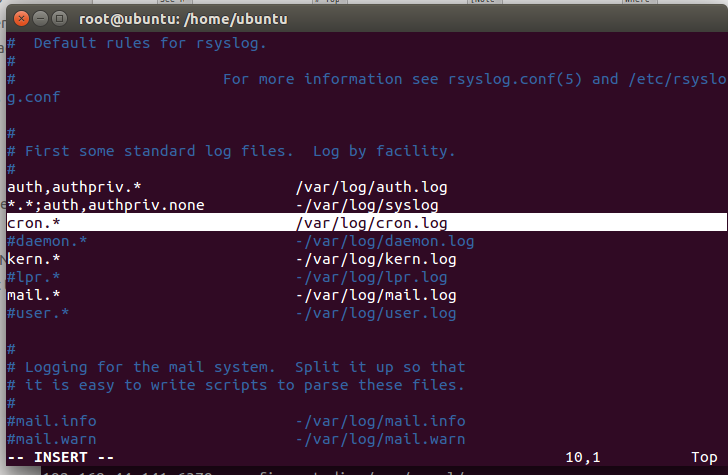 root@ubuntu: /home/ubuntu
#  Default rules for rsyslog.
#
#                       For more information see rsyslog.conf(5) and /etc/rsyslo
g.conf
#
# First some standard log files.  Log by facility.
#
auth,authpriv.*                 /var/log/auth.log
*.*;auth,authpriv.none          -/var/log/syslog
cron.*                          /var/log/cron.log
#daemon.*                       -/var/log/daemon.log
kern.*                          -/var/log/kern.log
#lpr.*                          -/var/log/lpr.log
mail.*                          -/var/log/mail.log
#user.*                         -/var/log/user.log
#
# Logging for the mail system.  Split it up so that
# it is easy to write scripts to parse these files.
#
#mail.info                      -/var/log/mail.info
#mail.warn                      -/var/log/mail.warn
-- INSERT --                                                  10,1          Top